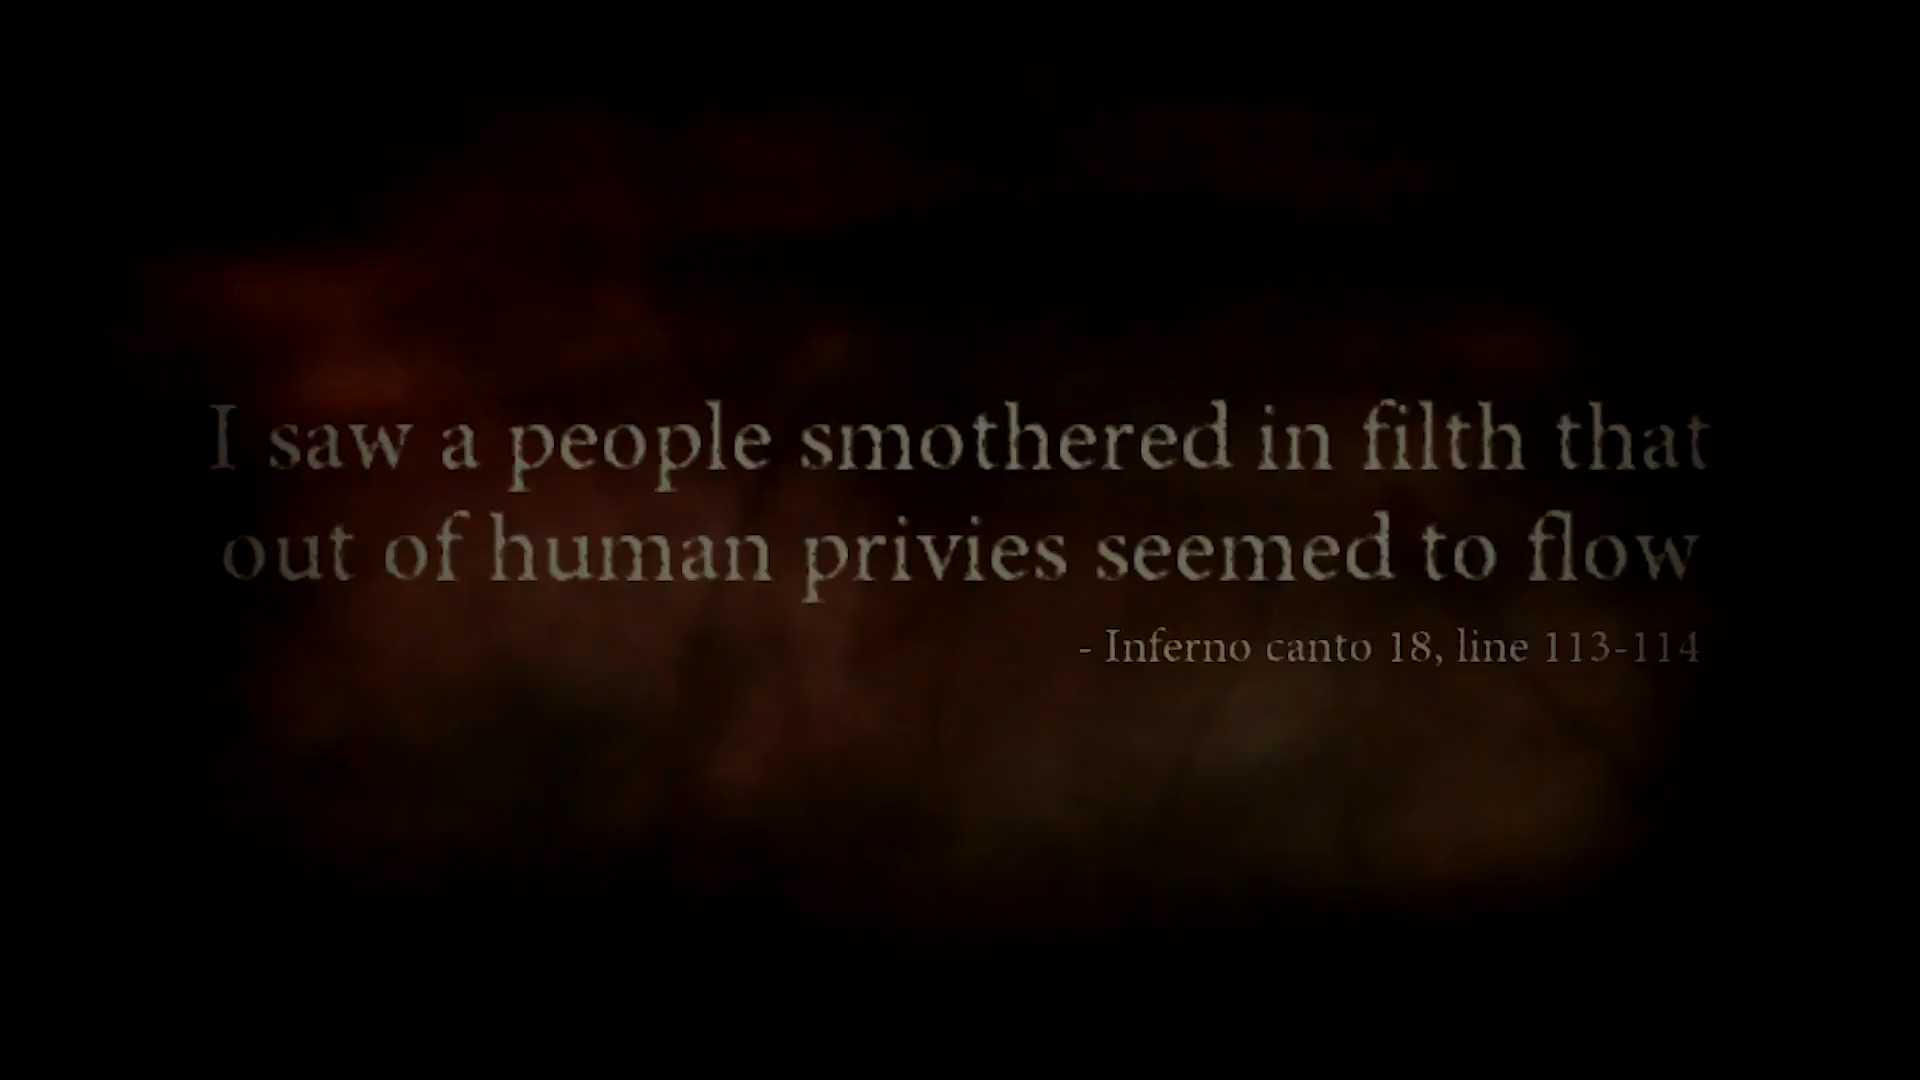 I saw a people smothered in filth that
out of human privies seemed to flow
- Inferno canto 18, line 113-114